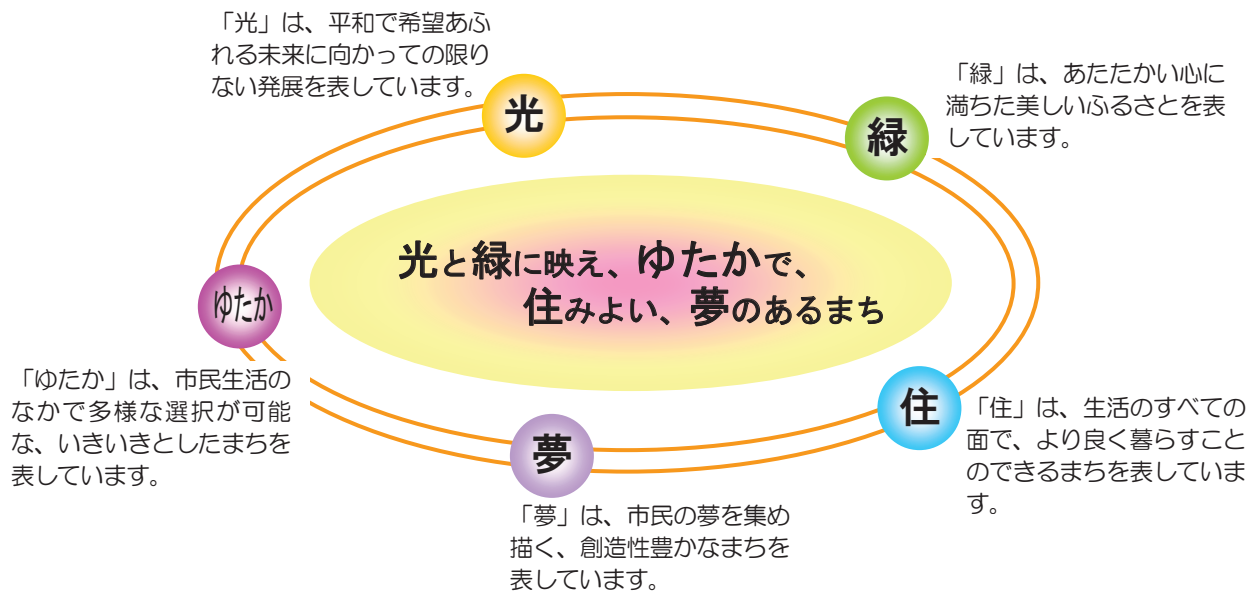 「光」は、平和で希望あふ
れる未来に向かっての限り
ない発展を表しています。
光
「緑」は、あたたかい心に
満ちた美しいふるさとを表
しています。
緑
光と緑に映え、ゆたかで、
住みよい、夢のあるまち
ゆたか
「ゆたか」は、市民生活の
なかで多様な選択が可能
な、いきいきとしたまちを
表しています。
住
「住」は、生活のすべての
面で、より良く暮らすこと
のできるまちを表していま
す。
夢
「夢」は、市民の夢を集め
描く、創造性豊かなまちを
表しています。